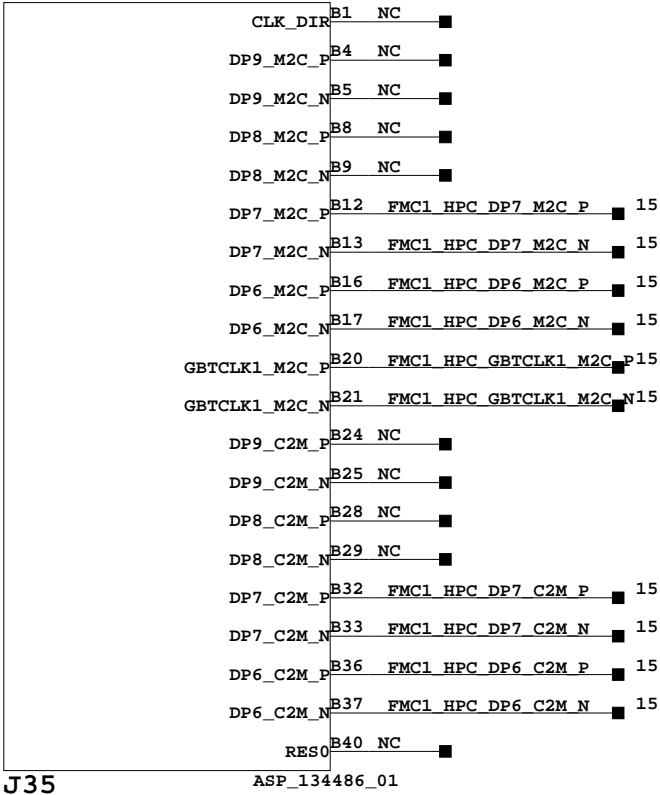 CLK_DIR B1 NC
DP9_M2C_P B4 NC
DP9_M2C_N B5 NC
DP8_M2C_P B8 NC
DP8_M2C_N B9 NC
DP7_M2C_P B12 FMC1_HPC_DP7_M2C_P 15
DP7_M2C_N B13 FMC1_HPC_DP7_M2C_N 15
DP6_M2C_P B16 FMC1_HPC_DP6_M2C_P 15
DP6_M2C_N B17 FMC1_HPC_DP6_M2C_N 15
GBTCLK1_M2C_P B20 FMC1_HPC_GBTCLK1_M2C_P 15
GBTCLK1_M2C_N B21 FMC1_HPC_GBTCLK1_M2C_N 15
DP9_C2M_P B24 NC
DP9_C2M_N B25 NC
DP8_C2M_P B28 NC
DP8_C2M_N B29 NC
DP7_C2M_P B32 FMC1_HPC_DP7_C2M_P 15
DP7_C2M_N B33 FMC1_HPC_DP7_C2M_N 15
DP6_C2M_P B36 FMC1_HPC_DP6_C2M_P 15
DP6_C2M_N B37 FMC1_HPC_DP6_C2M_N 15
RES0 B40 NC
J35 ASP_134486_01